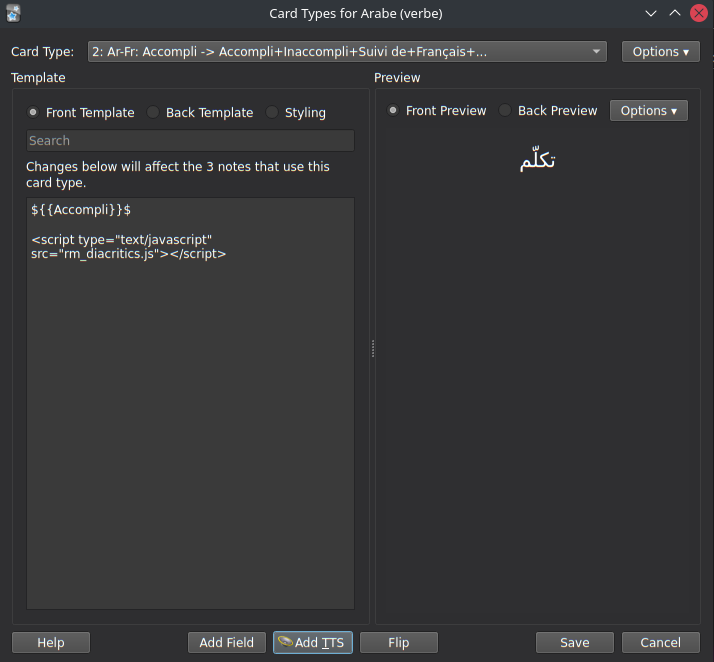 Card Types for Arabe (verbe)
Card Type:
2: Ar-Fr: Accompli -> Accompli+Inaccompli+Suivi de+Français+...
Options ▾
Template
Front Template
Back Template
Styling
Search
Changes below will affect the 3 notes that use this
card type.
${{Accompli}}$
<script type="text/javascript"
src="rm_diacritics.js"></script>
Preview
Front Preview
Back Preview
Options ▾
تكلّم
Help
Add Field
Add TTS
Flip
Save
Cancel